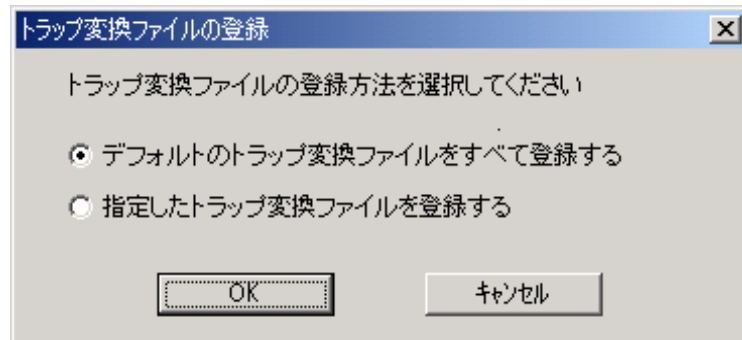 トラップ変換ファイルの登録
トラップ変換ファイルの登録方法を選択してください
デフォルトのトラップ変換ファイルをすべて登録する
指定したトラップ変換ファイルを登録する
OK
ｷｬﾝｾﾙ